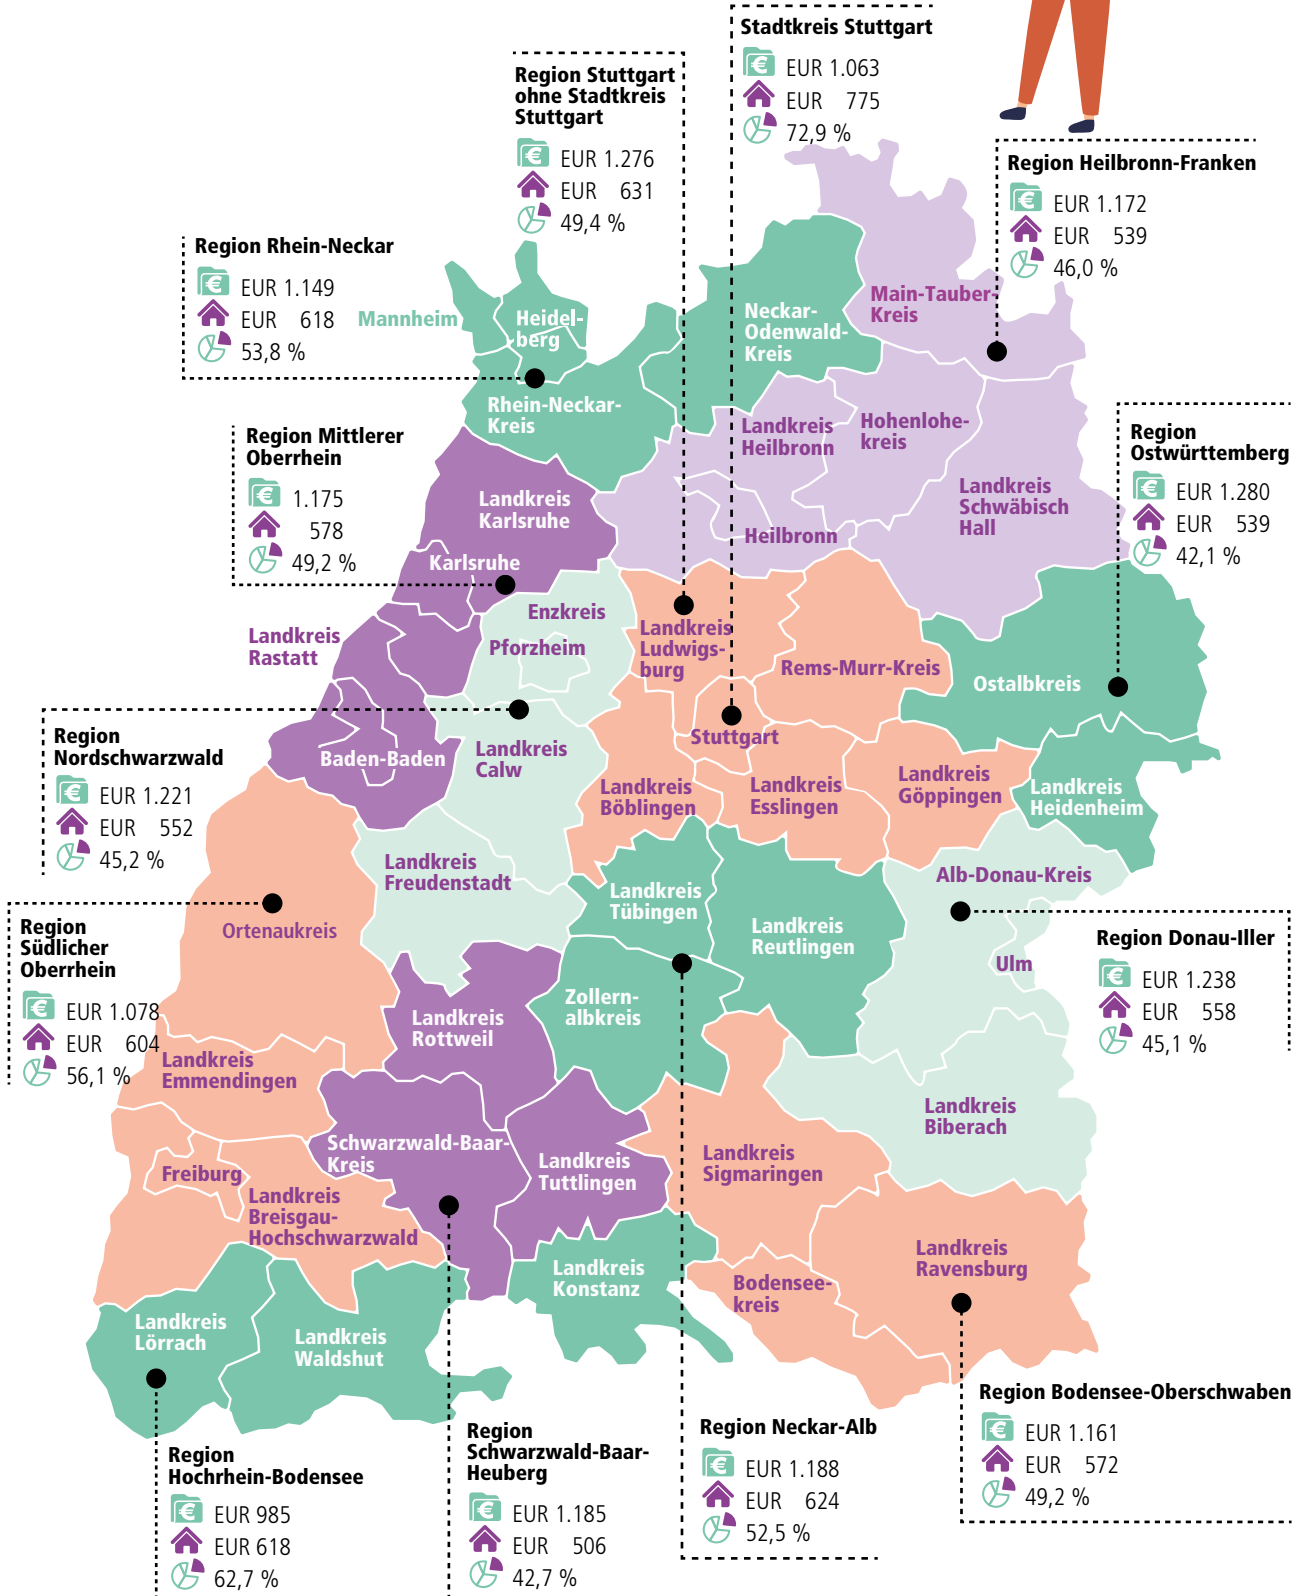 Stadtkreis Stuttgart
EUR 1.063
EUR 775
72,9 %
Region Stuttgart
ohne Stadtkreis
Stuttgart
EUR 1.276
EUR 631
49,4 %
Region Heilbronn-Franken
EUR 1.172
EUR 539
46,0 %
Region Rhein-Neckar
EUR 1.149
EUR 618
53,8 %
Mannheim
Heidel-
berg
Neckar-
Odenwald-
Kreis
Main-Tauber-
Kreis
Rhein-Neckar-
Kreis
Region Mittlerer
Oberrhein
1.175
578
49,2 %
Landkreis
Heilbronn
Hohenlohe-
kreis
Region
Ostwürttemberg
EUR 1.280
EUR 539
42,1 %
Landkreis
Karlsruhe
Landkreis
Schwäbisch
Hall
Heilbronn
Karlsruhe
Enzkreis
Pforzheim
Landkreis
Rastatt
Landkreis
Ludwigs-
burg
Rems-Murr-Kreis
Ostalbkreis
Region
Nordschwarzwald
EUR 1.221
EUR 552
45,2 %
Baden-Baden
Landkreis
Calw
Stuttgart
Landkreis
Böblingen
Landkreis
Esslingen
Landkreis
Göppingen
Landkreis
Heidenheim
Landkreis
Freudenstadt
Landkreis
Tübingen
Alb-Donau-Kreis
Region
Südlicher
Oberrhein
EUR 1.078
EUR 604
56,1 %
Ortenaukreis
Landkreis
Reutlingen
Ulm
Region Donau-Iller
EUR 1.238
EUR 558
45,1 %
Zollern-
albkreis
Landkreis
Rottweil
Landkreis
Emmendingen
Landkreis
Biberach
Schwarzwald-Baar-
Kreis
Landkreis
Tuttlingen
Landkreis
Sigmaringen
Freiburg
Landkreis
Breisgau-
Hochschwarzwald
Landkreis
Konstanz
Bodensee-
kreis
Landkreis
Ravensburg
Landkreis
Lörrach
Landkreis
Waldshut
Region Bodensee-Oberschwaben
EUR 1.161
EUR 572
49,2 %
Region Neckar-Alb
EUR 1.188
EUR 624
52,5 %
Region
Schwarzwald-Baar-
Heuberg
EUR 1.185
EUR 506
42,7 %
Region
Hochrhein-Bodensee
EUR 985
EUR 618
62,7 %